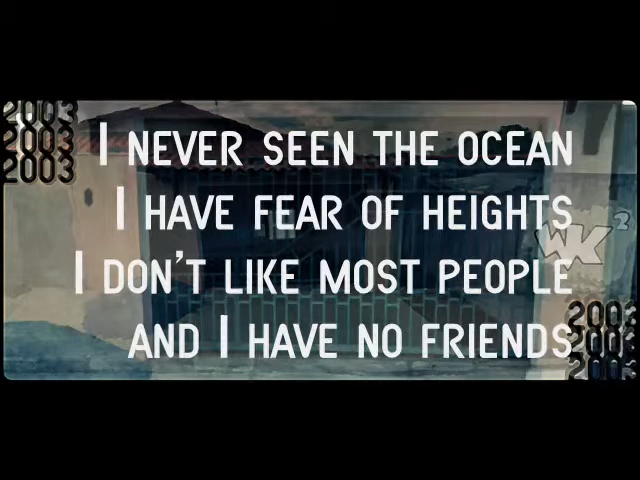 2003
2003
2003
I NEVER SEEN THE OCEAN
I HAVE FEAR OF HEIGHTS
I DON'T LIKE MOST PEOPLE
AND I HAVE NO FRIENDS
WK²
2003
2003
2003